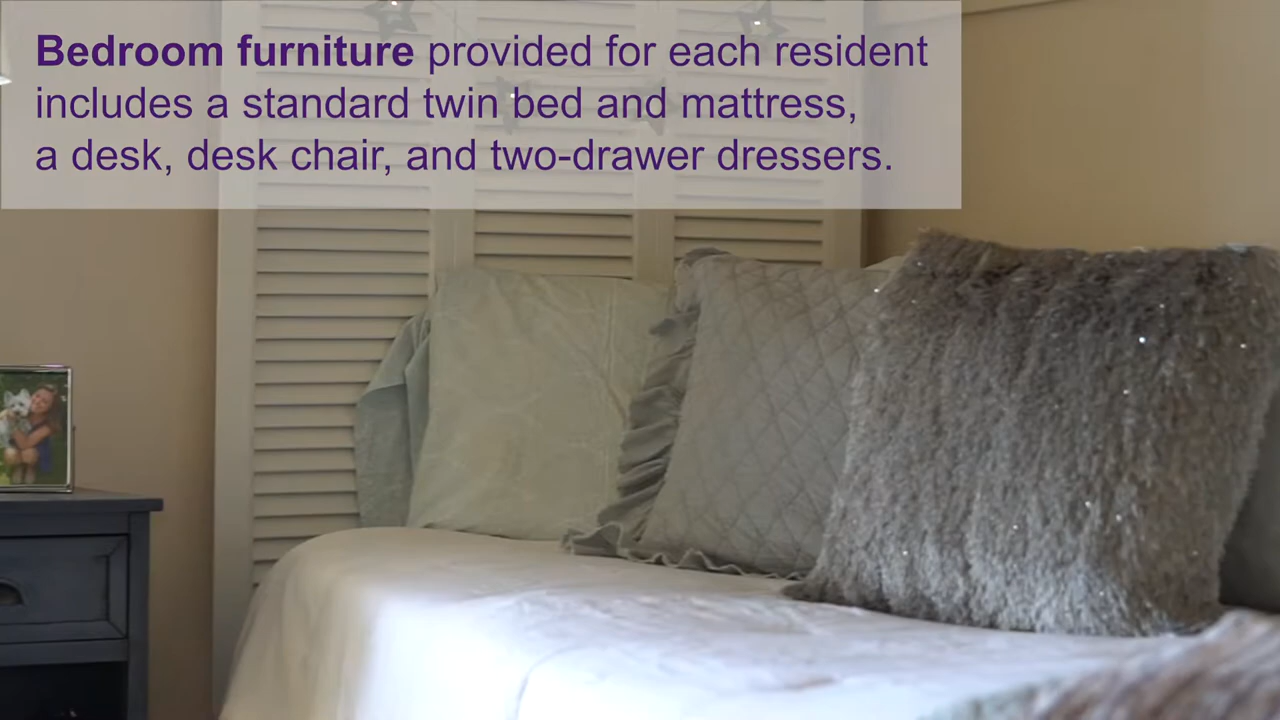 Bedroom furniture provided for each resident
includes a standard twin bed and mattress,
a desk, desk chair, and two-drawer dressers.